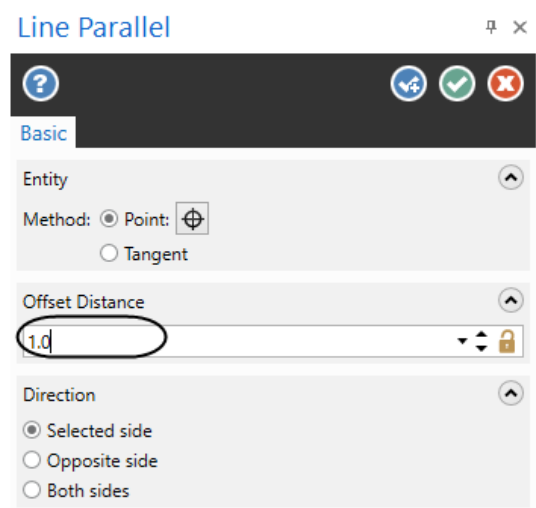 Line Parallel
Basic
Entity
Method: Point:
Tangent
Offset Distance
1.0
Direction
Selected side
Opposite side
Both sides